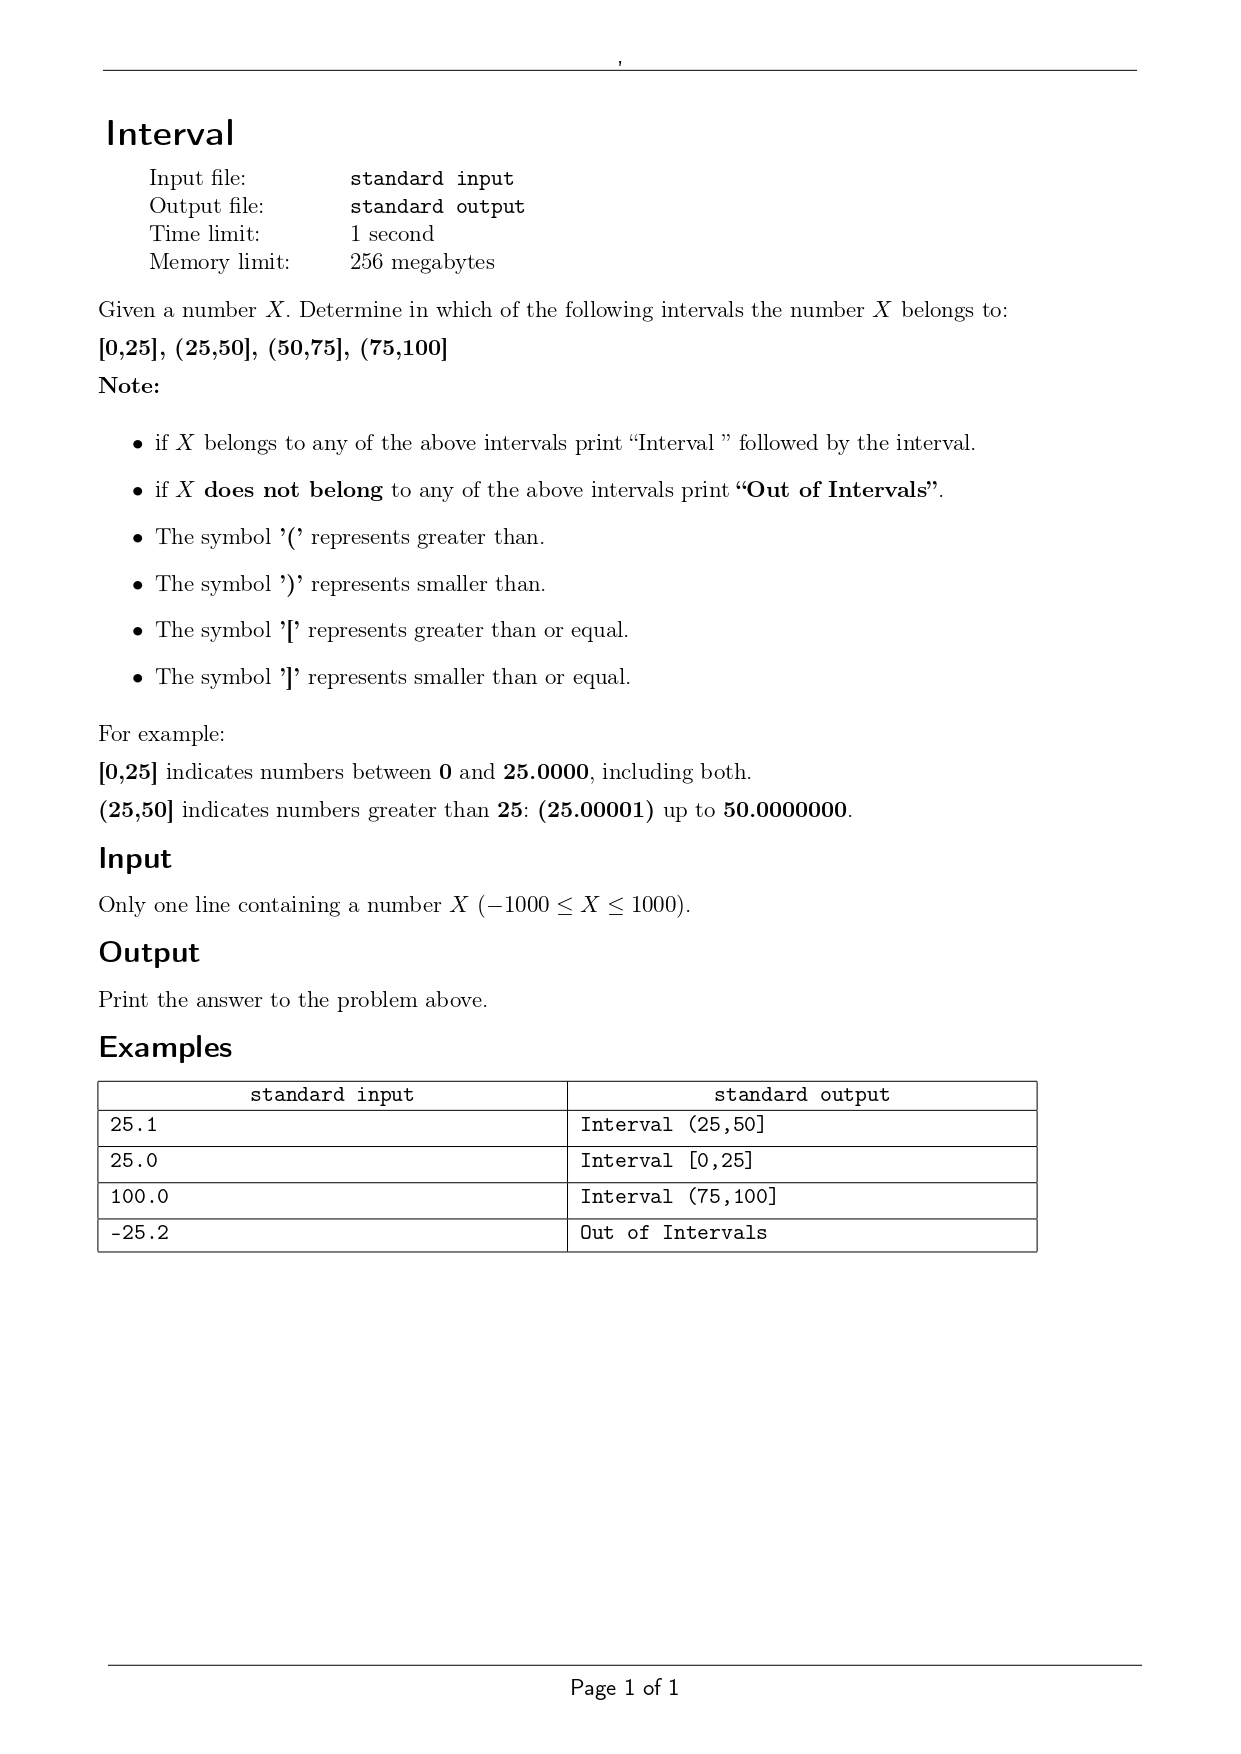 ,
Interval
Input file: standard input
Output file: standard output
Time limit: 1 second
Memory limit: 256 megabytes
Given a number X. Determine in which of the following intervals the number X belongs to:
[0,25], (25,50], (50,75], (75,100]
Note:
• if X belongs to any of the above intervals print “Interval ” followed by the interval.
• if X does not belong to any of the above intervals print “Out of Intervals”.
• The symbol ’(’ represents greater than.
• The symbol ’)’ represents smaller than.
• The symbol ’[’ represents greater than or equal.
• The symbol ’]’ represents smaller than or equal.
For example:
[0,25] indicates numbers between 0 and 25.0000, including both.
(25,50] indicates numbers greater than 25: (25.00001) up to 50.0000000.
Input
Only one line containing a number X (−1000 ≤ X ≤ 1000).
Output
Print the answer to the problem above.
Examples
standard input standard output
25.1 Interval (25,50]
25.0 Interval [0,25]
100.0 Interval (75,100]
-25.2 Out of Intervals
Page 1 of 1